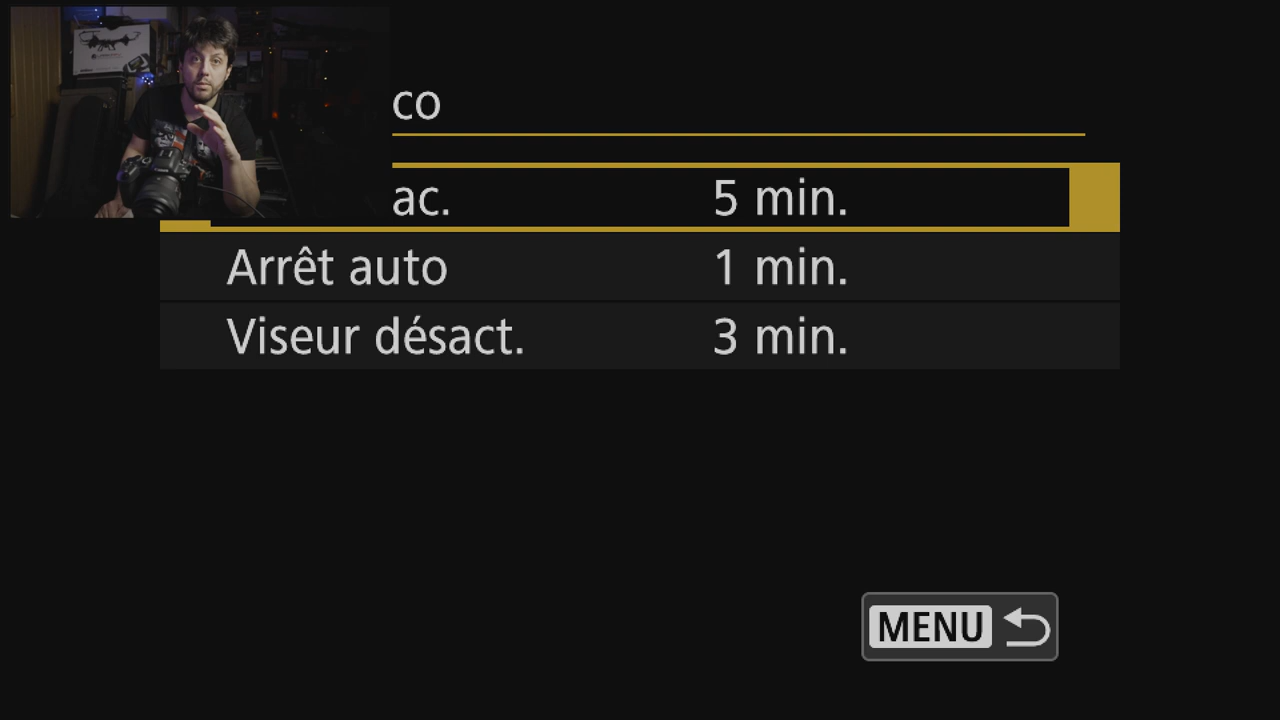 co
ac. 5 min.
Arrêt auto 1 min.
Viseur désact. 3 min.
MENU